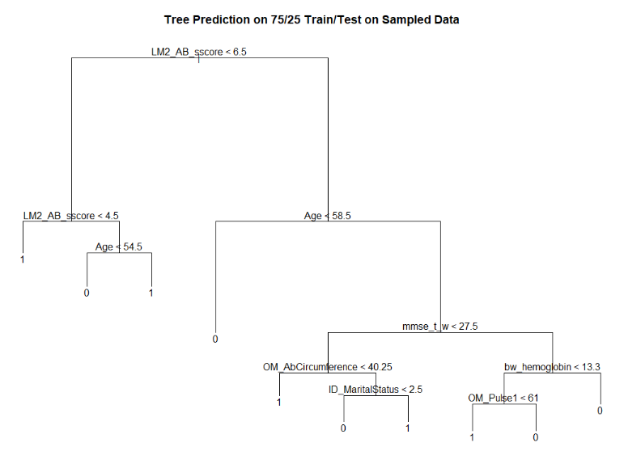 Tree Prediction on 75/25 Train/Test on Sampled Data
LM2_AB_sscore < 6.5
LM2_AB_sscore < 4.5
Age < 58.5
Age < 54.5
1
0
1
0
mmse_t_w < 27.5
OM_AbCircumference < 40.25
bw_hemoglobin < 13.3
ID_MaritalStatus < 2.5
OM_Pulse1 < 61
1
0
0
1
1
0